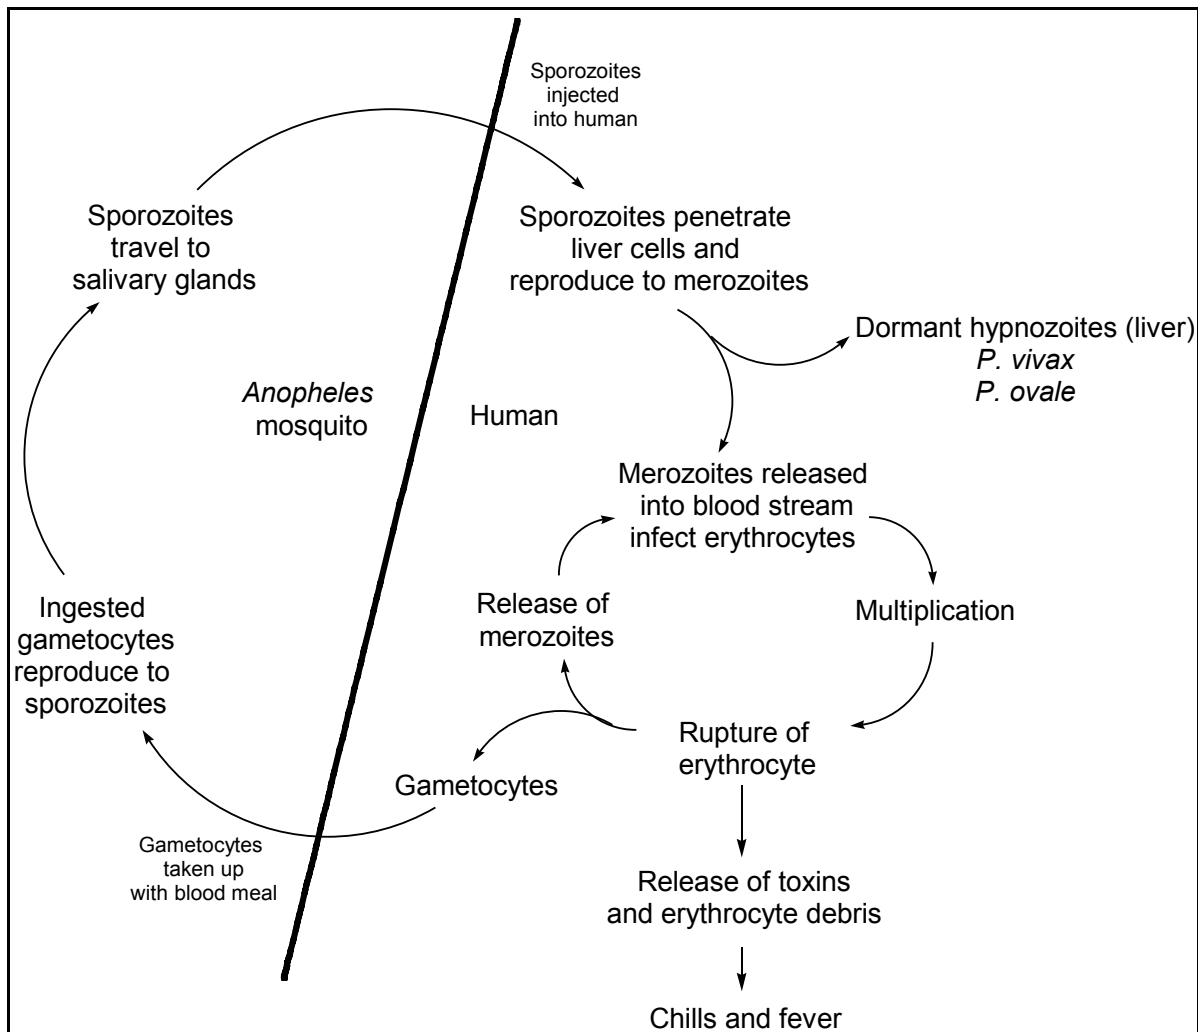 Sporozoites
injected
into human
Sporozoites
travel to
salivary glands
Sporozoites penetrate
liver cells and
reproduce to merozoites
Dormant hypnozoites (liver)
P. vivax
P. ovale
Anopheles
mosquito
Human
Merozoites released
into blood stream
infect erythrocytes
Ingested
gametocytes
reproduce to
sporozoites
Release of
merozoites
Multiplication
Rupture of
erythrocyte
Gametocytes
Gametocytes
taken up
with blood meal
Release of toxins
and erythrocyte debris
Chills and fever